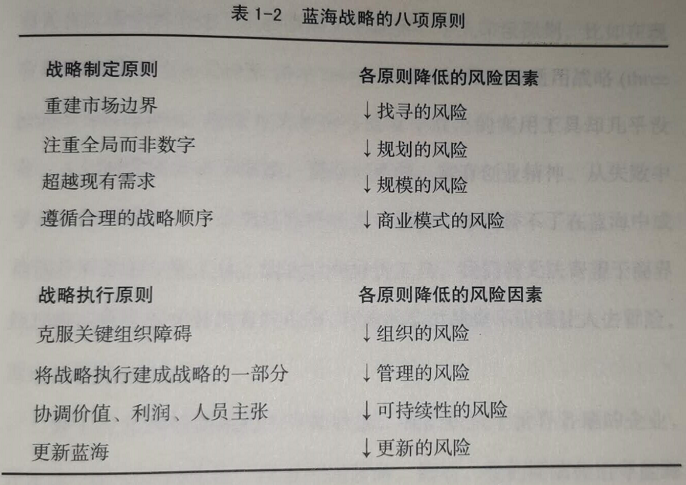 表 1-2 蓝海战略的八项原则
战略制定原则 各原则降低的风险因素
重建市场边界 ↓找寻的风险
注重全局而非数字 ↓规划的风险
超越现有需求 ↓规模的风险
遵循合理的战略顺序 ↓商业模式的风险
战略执行原则 各原则降低的风险因素
克服关键组织障碍 ↓组织的风险
将战略执行建成战略的一部分 ↓管理的风险
协调价值、利润、人员主张 ↓可持续性的风险
更新蓝海 ↓更新的风险